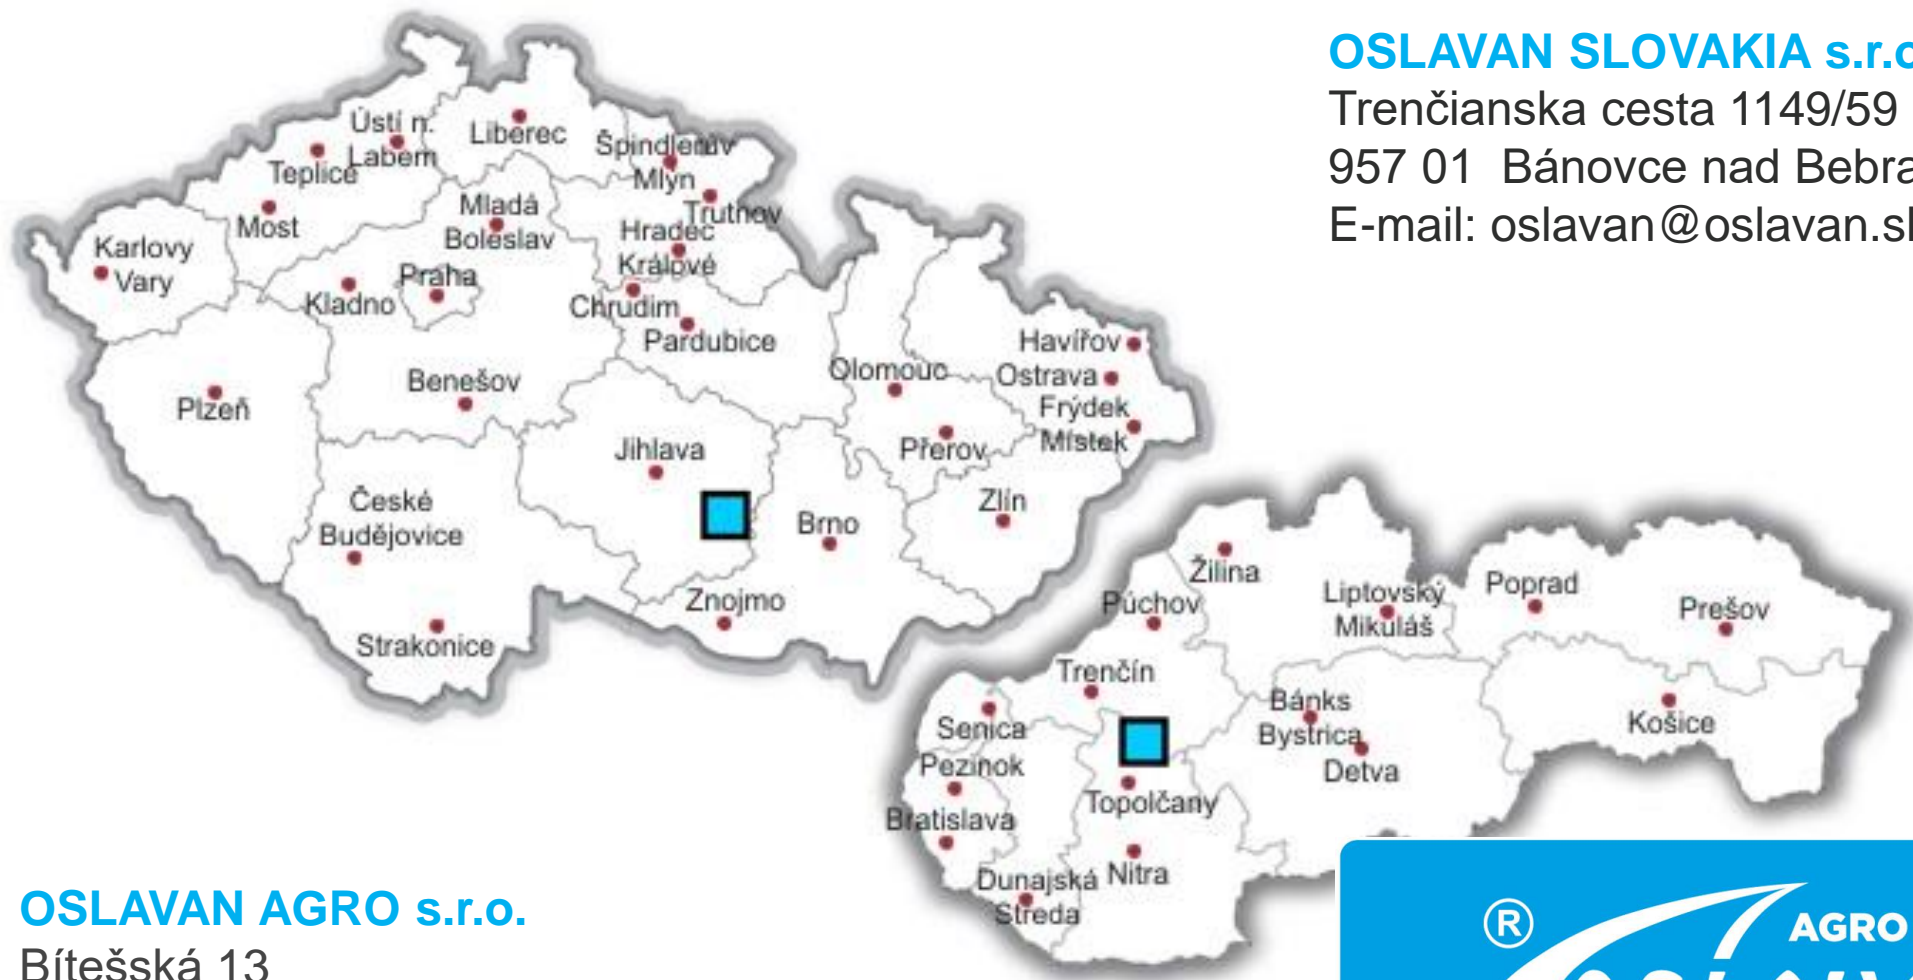 OSLAVAN SLOVAKIA s.r.o
Trenčianska cesta 1149/59
957 01 Bánovce nad Bebra
E-mail: oslavan@oslavan.sk
Ústí n.
Labem
Liberec
Špindlerův
Mlýn
Teplice
Trutnov
Most
Mladá
Boleslav
Hradec
Králové
Karlovy
Vary
Kladno
Praha
Chrudim
Pardubice
Havířov
Olomouc
Ostrava
Plzeň
Benešov
Frýdek
Místek
Jihlava
Přerov
České
Budějovice
Brno
Zlín
Znojmo
Strakonice
Žilina
Púchov
Liptovský
Mikuláš
Poprad
Prešov
Trenčín
Senica
Bánks
Bystrica
Košice
Pezinok
Detva
Topolčany
Bratislava
Dunajská
Streda
Nitra
OSLAVAN AGRO s.r.o.
Bítešská 13
® AGRO